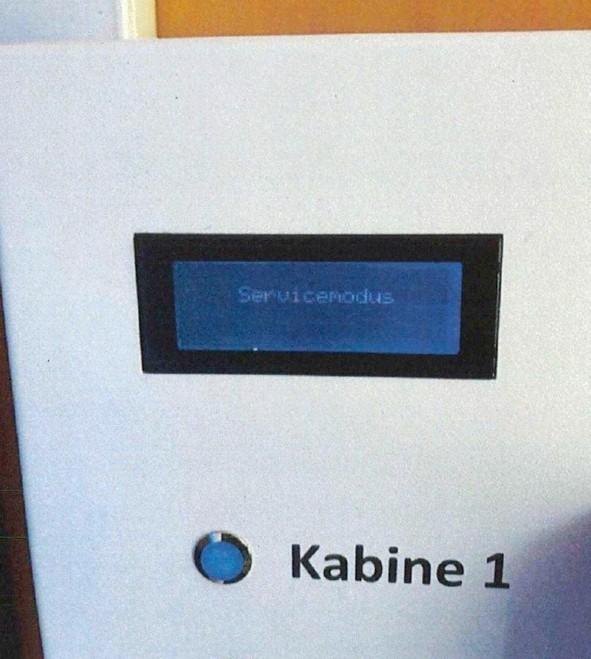 Servicemodus
Kabine 1